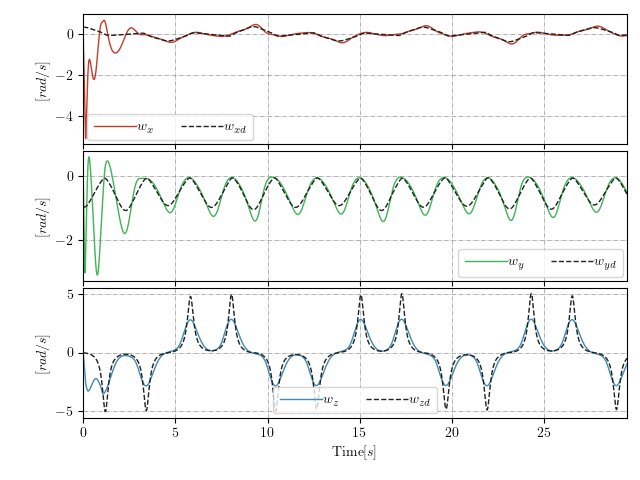 0
−2
−4
[rad/s]
w_x w_xd
0
−2
[rad/s]
w_y w_yd
5
0
−5
[rad/s]
w_z w_zd
0 5 10 15 20 25
Time[s]